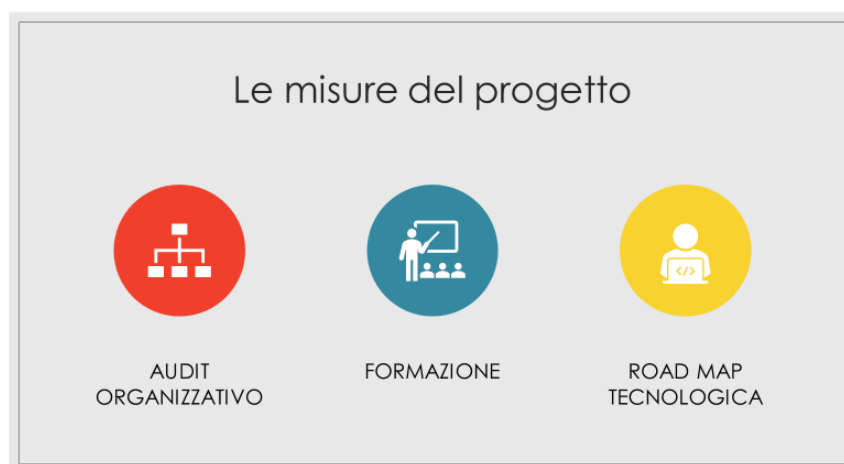 Le misure del progetto
AUDIT
ORGANIZZATIVO
FORMAZIONE
ROAD MAP
TECNOLOGICA